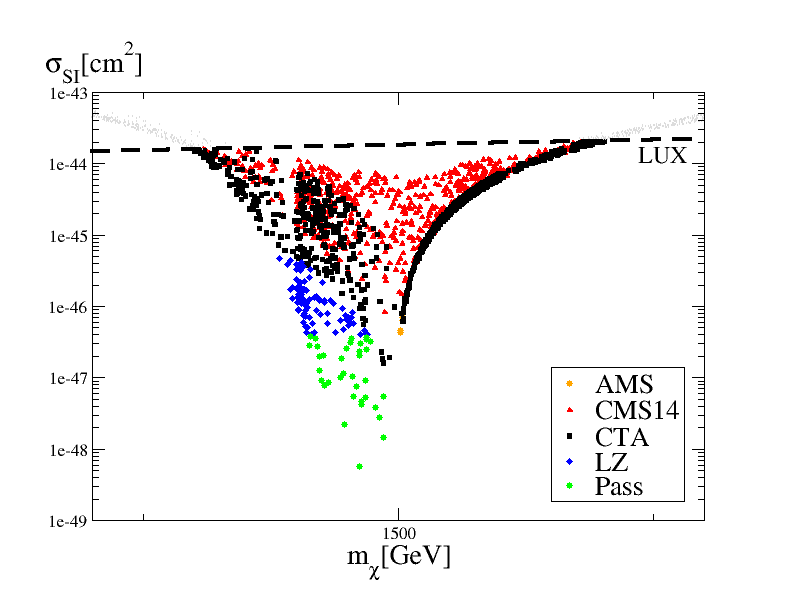 σSI[cm2]
1e-43
1e-44
1e-45
1e-46
1e-47
1e-48
1e-49
LUX
AMS
CMS14
CTA
LZ
Pass
1500
mχ[GeV]